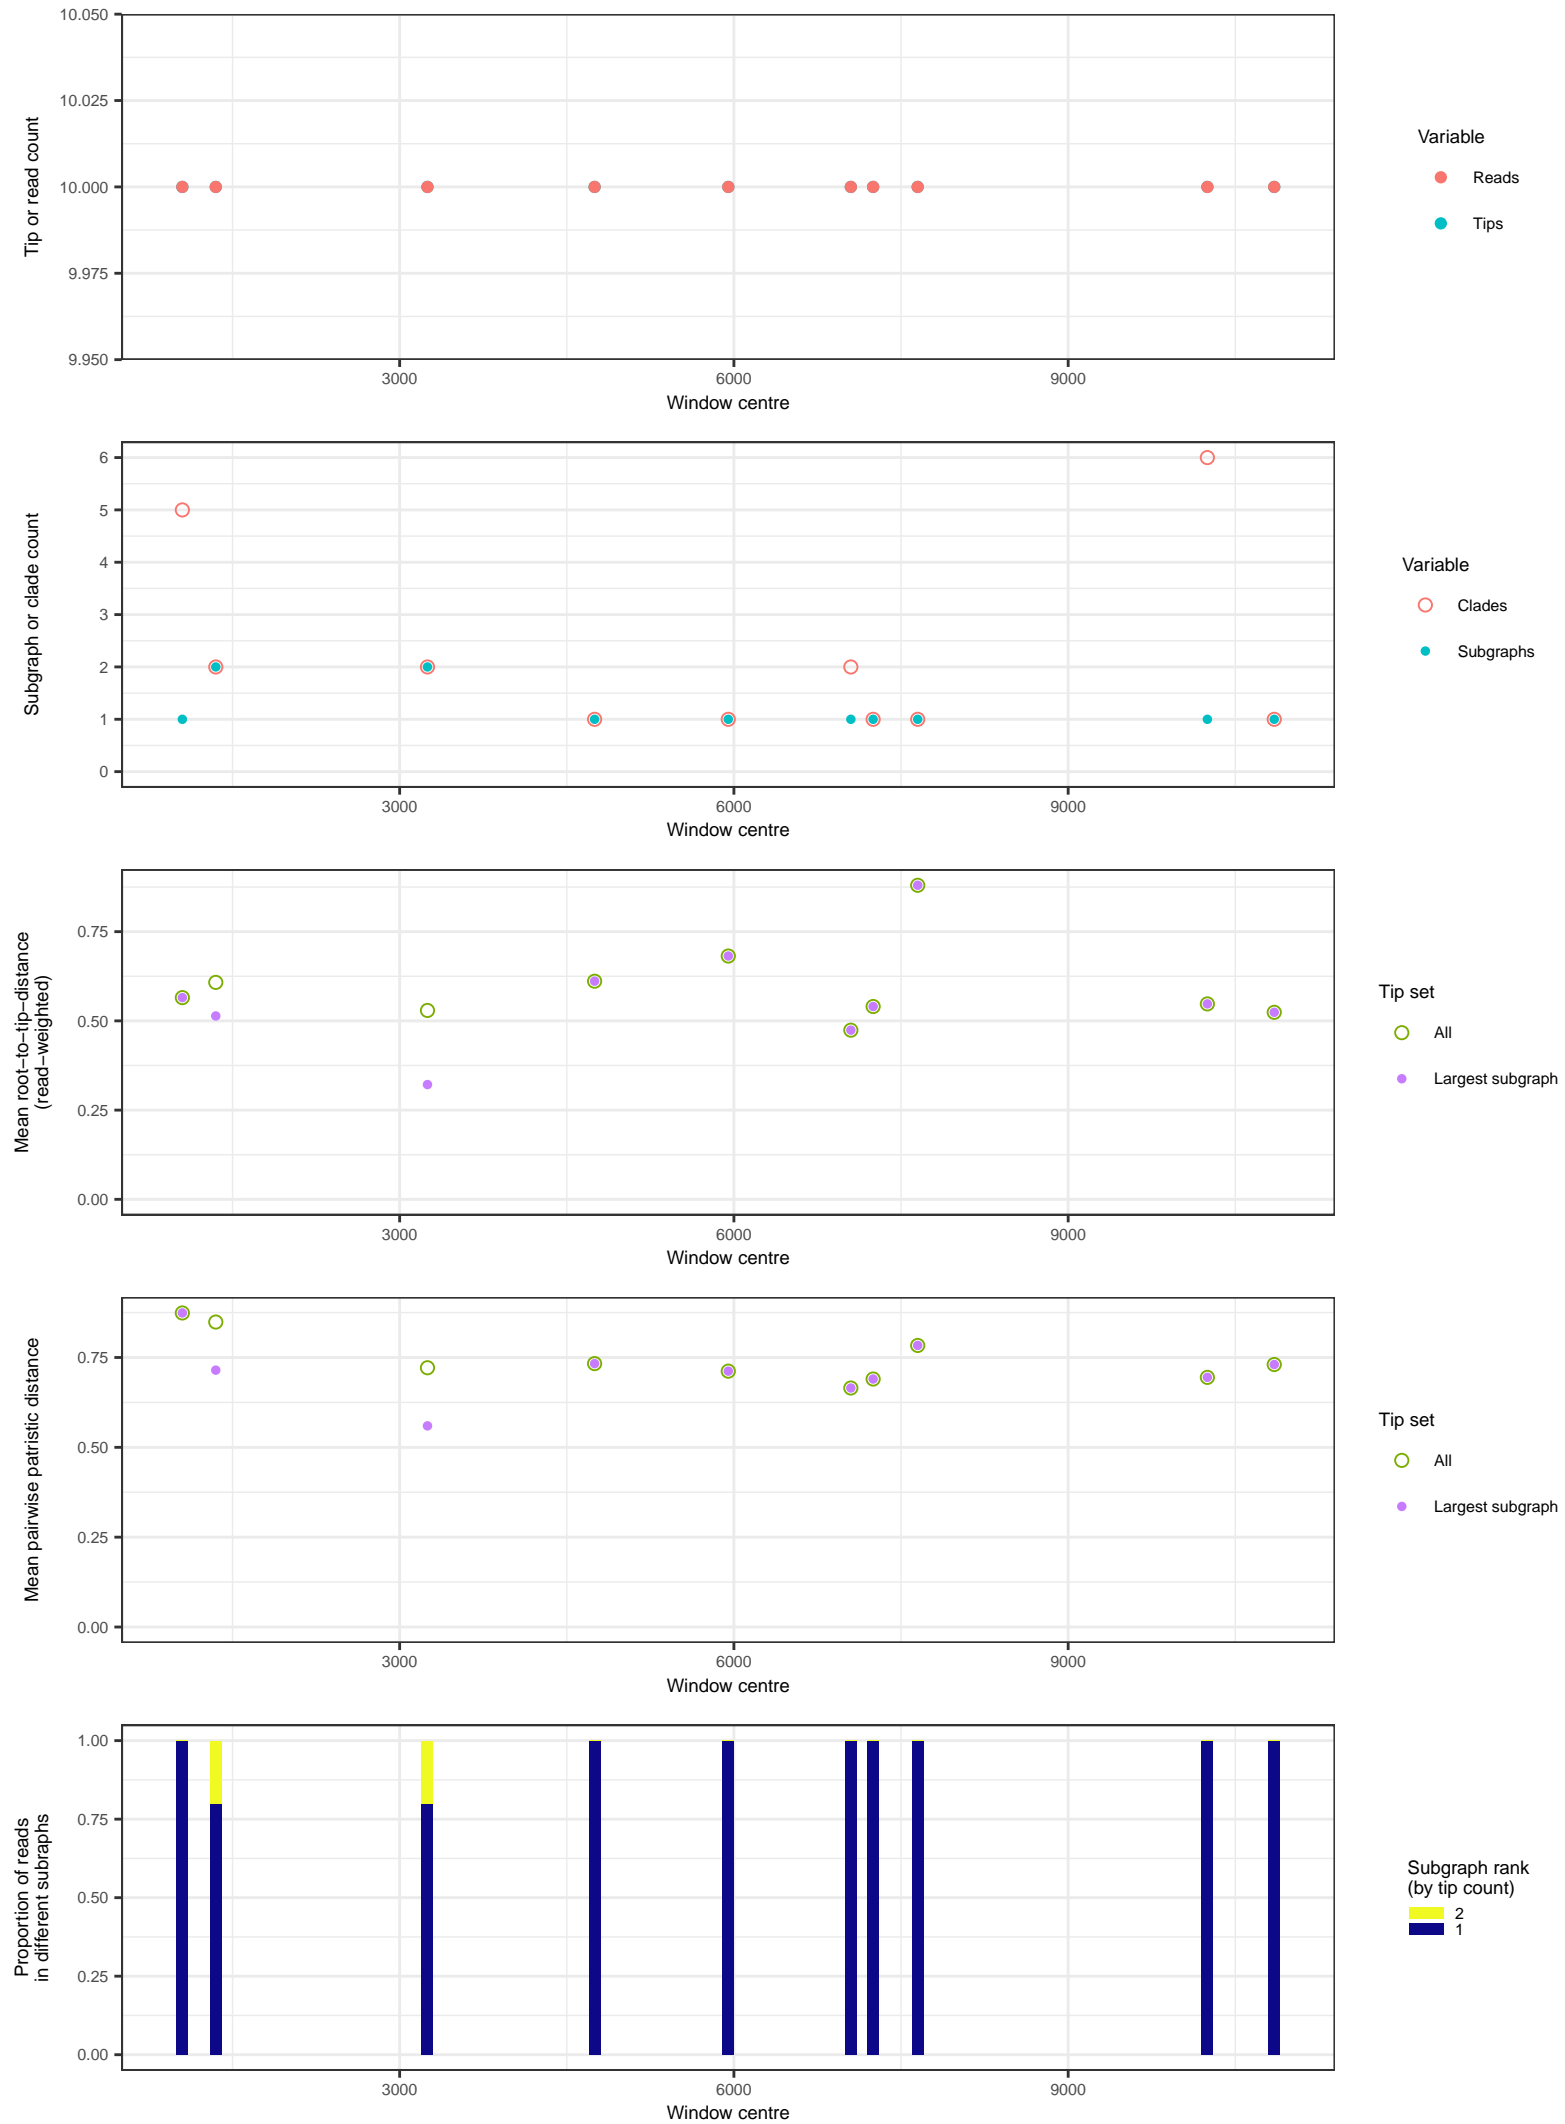 10.050
10.025
10.000
9.975
9.950
Tip or read count
3000
6000
9000
Window centre
Variable
Reads
Tips
6
5
4
3
2
1
0
Subgraph or clade count
3000
6000
9000
Window centre
Variable
Clades
Subgraphs
0.75
0.50
0.25
0.00
Mean root−to−tip−distance
(read−weighted)
3000
6000
9000
Window centre
Tip set
All
Largest subgraph
0.75
0.50
0.25
0.00
Mean pairwise patristic distance
3000
6000
9000
Window centre
Tip set
All
Largest subgraph
1.00
0.75
0.50
0.25
0.00
Proportion of reads
in different subraphs
3000
6000
9000
Window centre
Subgraph rank
(by tip count)
2
1